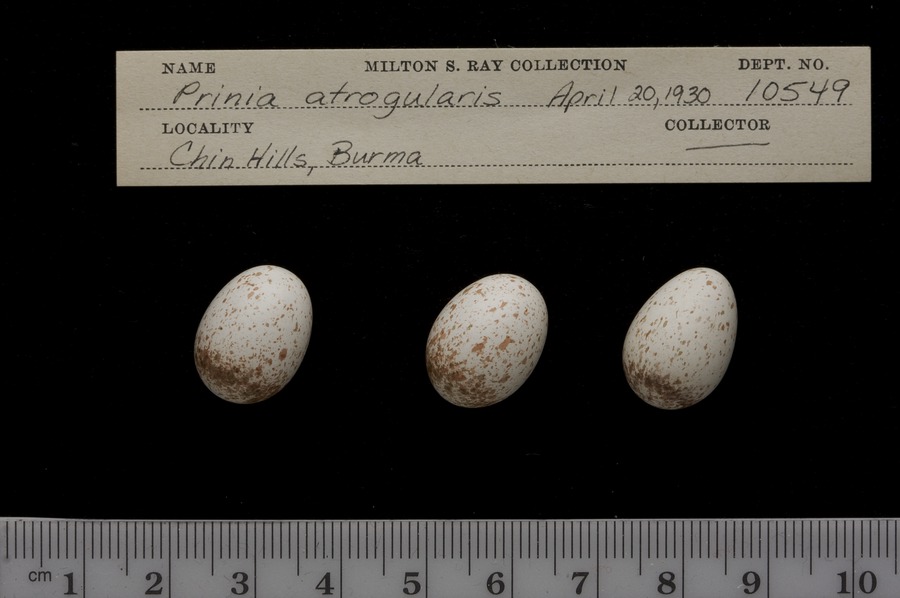 NAME MILTON S. RAY COLLECTION DEPT. NO.
Prinia atrogularis April 20, 1930 10549
LOCALITY COLLECTOR
Chin Hills, Burma
cm 1 2 3 4 5 6 7 8 9 10